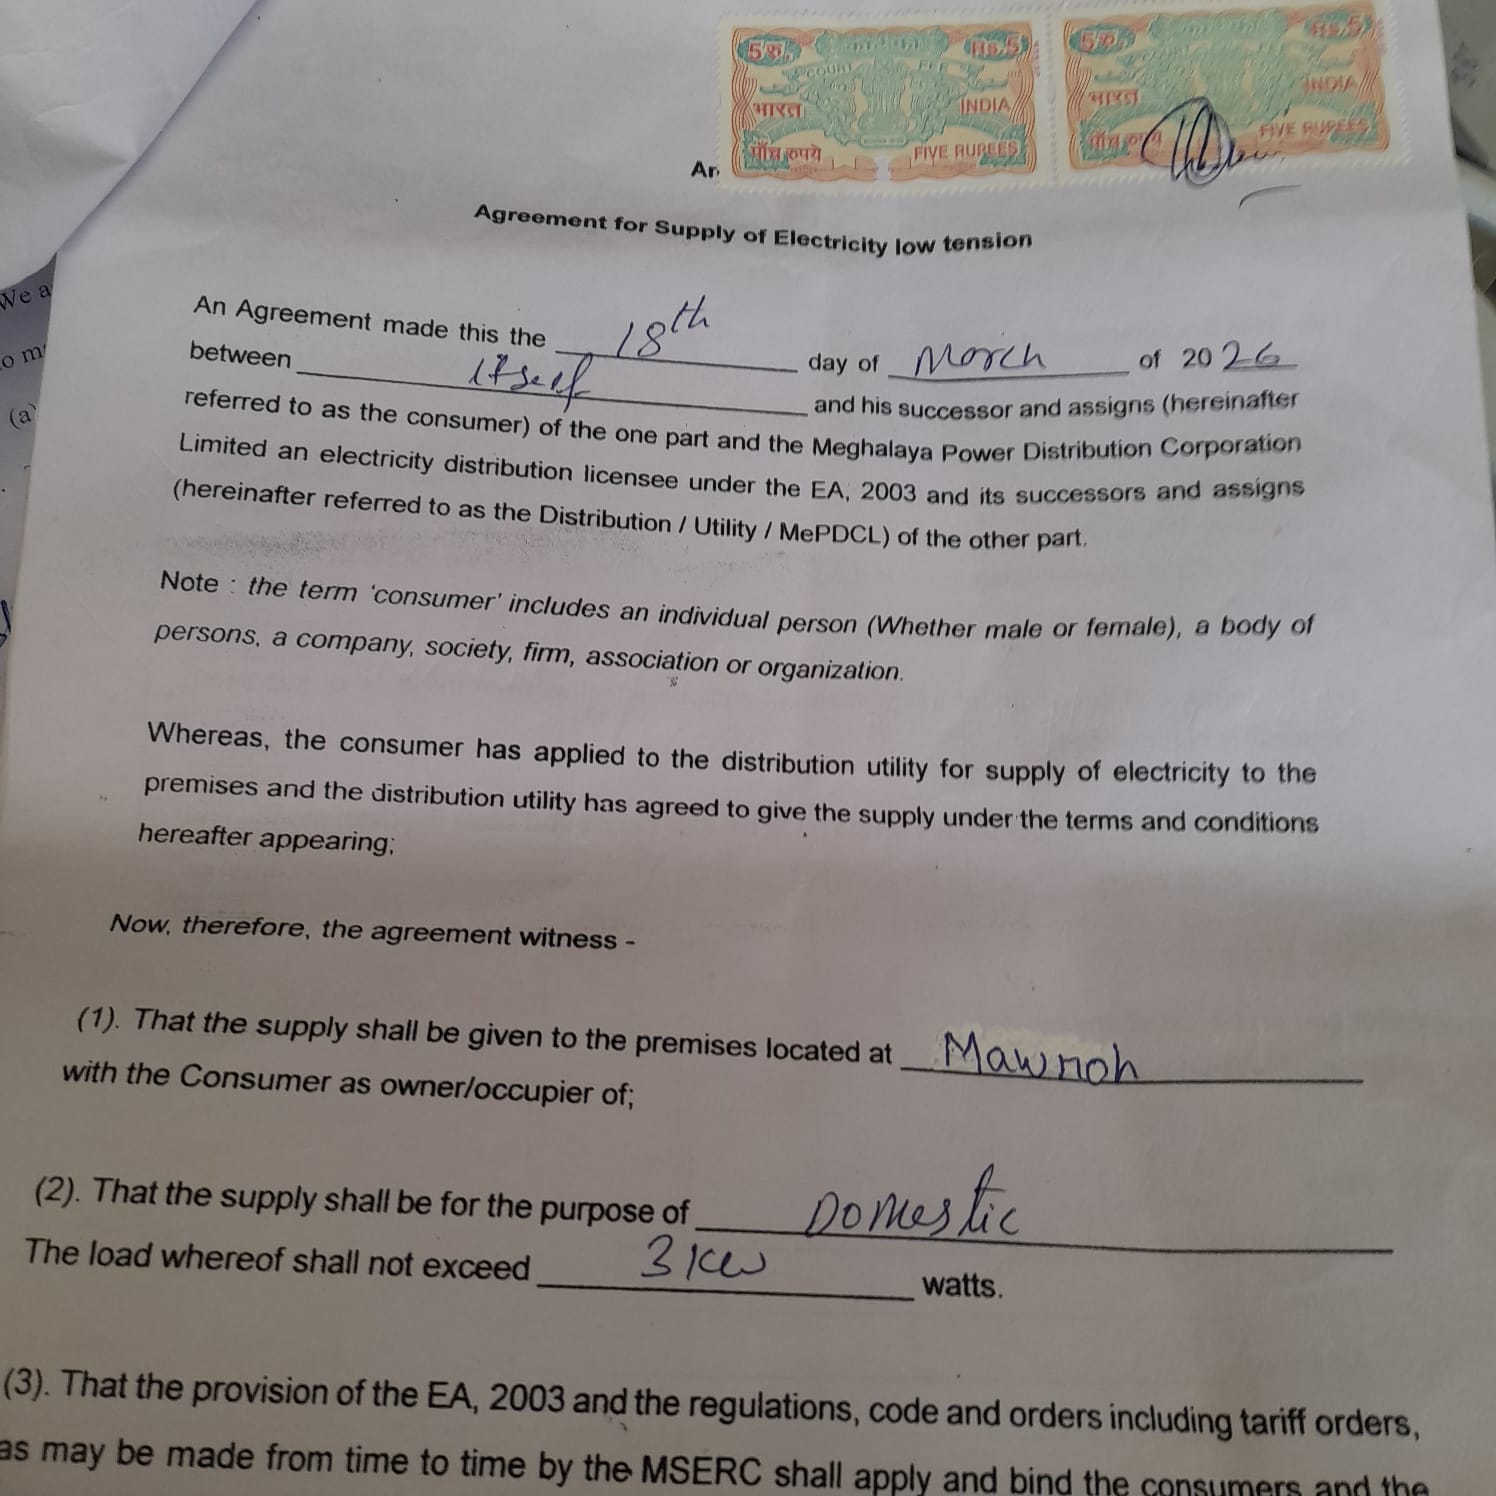 5रु. Rs.5
COURT FEE
भारत INDIA
पाँच रुपये FIVE RUPEES
5रु. Rs.5
भारत INDIA
पाँच रुपये FIVE RUPEES
An
Agreement for Supply of Electricity low tension
An Agreement made this the 18th day of March of 2026
between Itself and his successor and assigns (hereinafter
referred to as the consumer) of the one part and the Meghalaya Power Distribution Corporation
Limited an electricity distribution licensee under the EA, 2003 and its successors and assigns
(hereinafter referred to as the Distribution / Utility / MePDCL) of the other part.
Note : the term ‘consumer’ includes an individual person (Whether male or female), a body of
persons, a company, society, firm, association or organization.
Whereas, the consumer has applied to the distribution utility for supply of electricity to the
premises and the distribution utility has agreed to give the supply under the terms and conditions
hereafter appearing;
Now, therefore, the agreement witness -
(1). That the supply shall be given to the premises located at Mawroh
with the Consumer as owner/occupier of;
(2). That the supply shall be for the purpose of Domestic
The load whereof shall not exceed 3 kw watts.
(3). That the provision of the EA, 2003 and the regulations, code and orders including tariff orders,
as may be made from time to time by the MSERC shall apply and bind the consumers and the
We a
o m
(a)